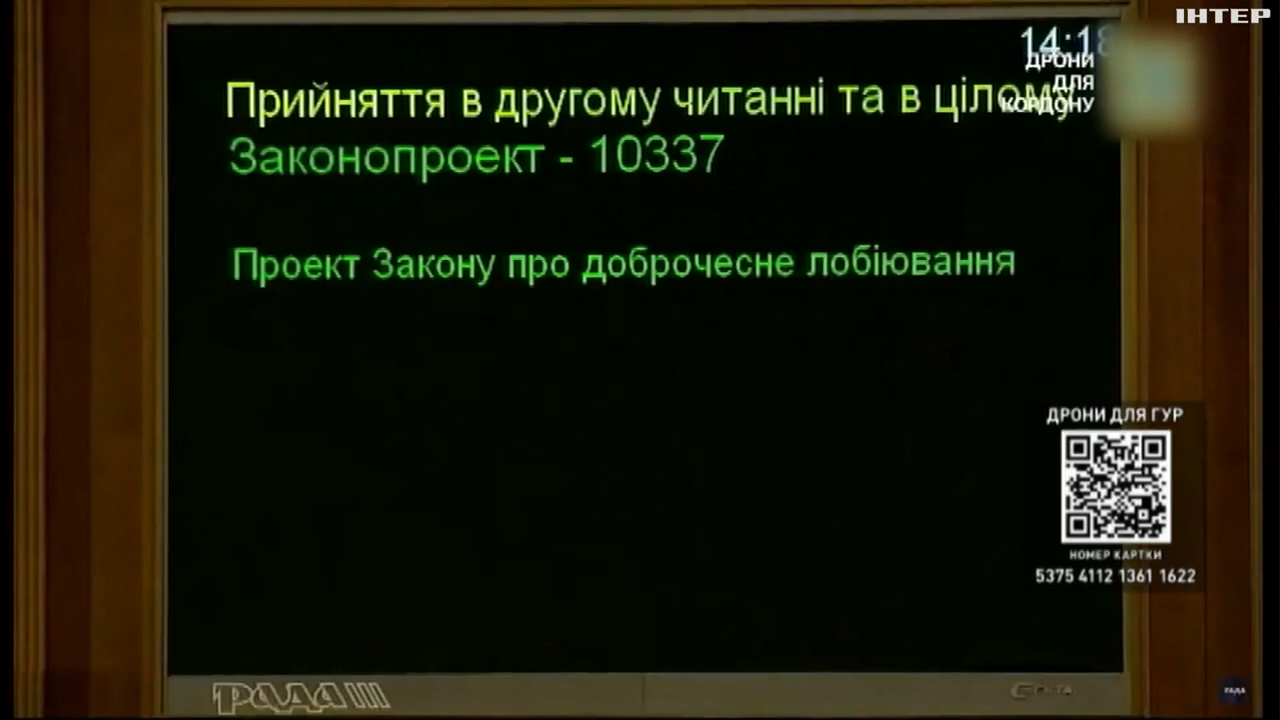 ІНТЕР
14:18
ДРОНИ
ДЛЯ
КОРДОНУ
Прийняття в другому читанні та в цілому
Законопроект - 10337
Проект Закону про доброчесне лобіювання
ДРОНИ ДЛЯ ГУР
НОМЕР КАРТКИ
5375 4112 1361 1622
РАДА
РАДА